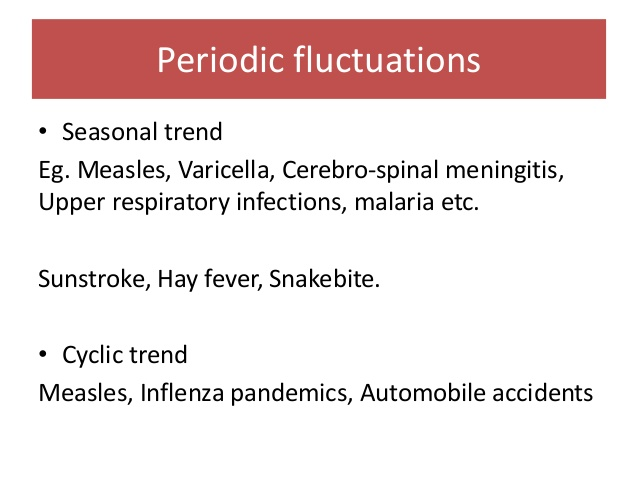 Periodic fluctuations
• Seasonal trend
Eg. Measles, Varicella, Cerebro-spinal meningitis,
Upper respiratory infections, malaria etc.
Sunstroke, Hay fever, Snakebite.
• Cyclic trend
Measles, Inflenza pandemics, Automobile accidents